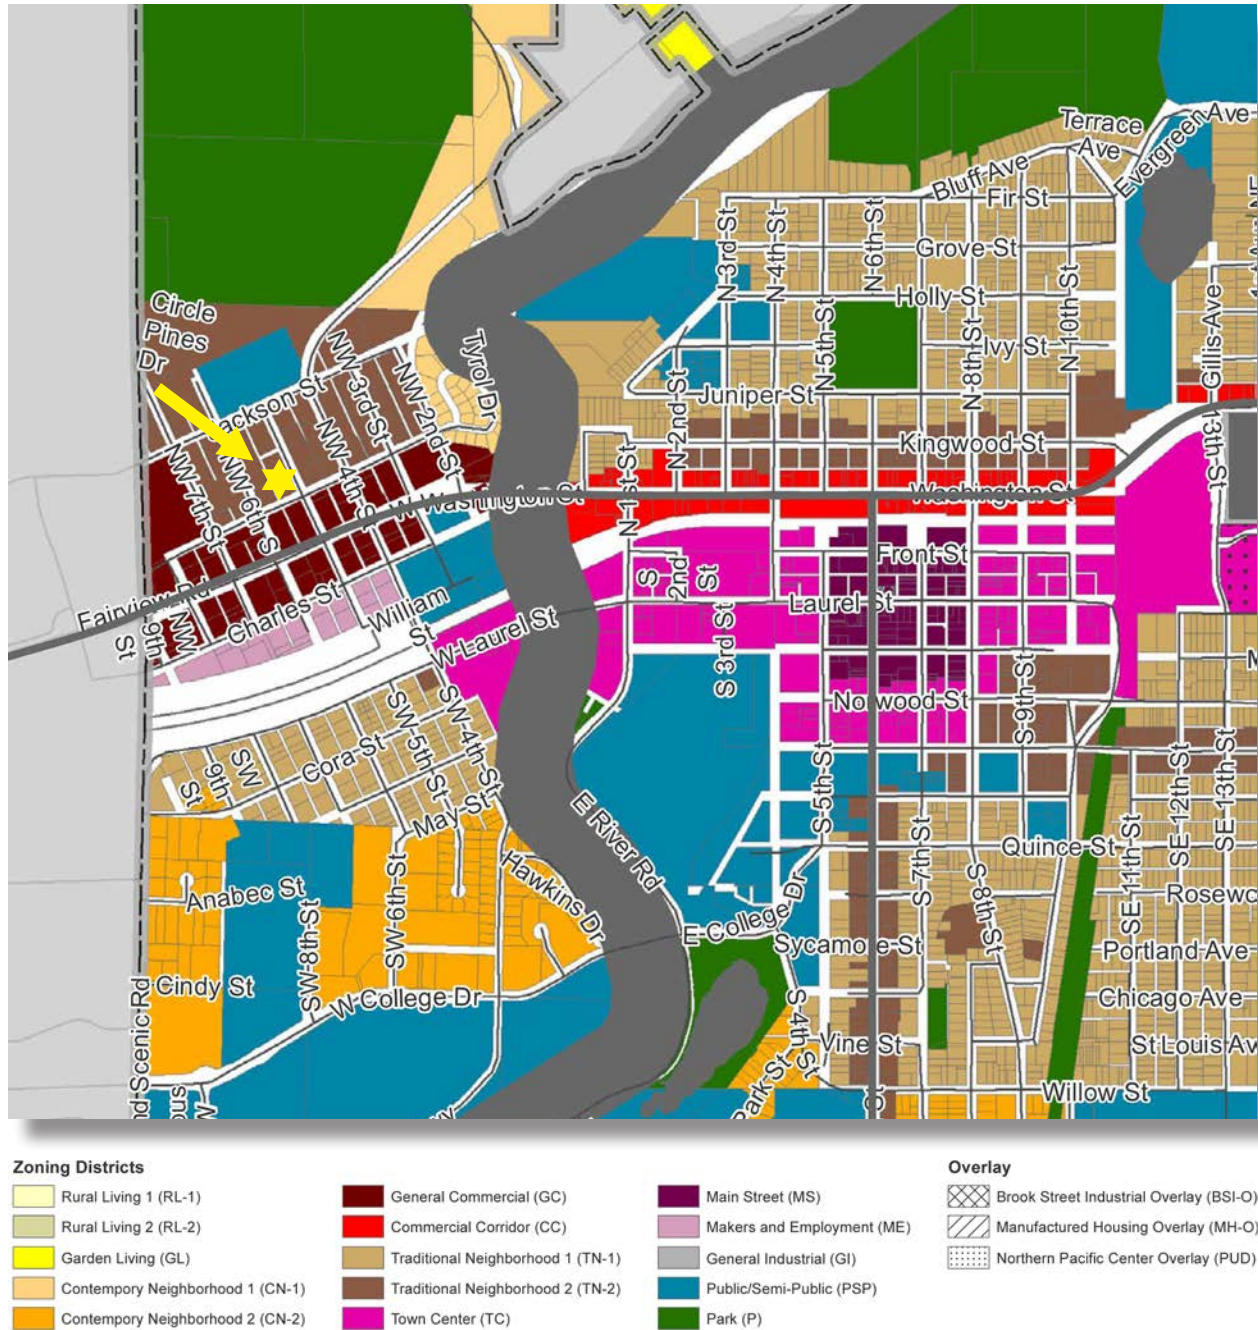 Terrace
Ave
Evergreen Ave
Bluff Ave
Fir St
Grove St
Holly St
Ivy St
N 3rd St
N 4th St
N 6th St
N 5th St
N 8th St
N 10th St
Gillis Ave
13th St
Circle
Pines
Dr
Jackson St
NW 3rd St
NW 2nd St
Tyrol Dr
N 2nd St
Juniper St
Kingwood St
NW 7th St
NW 6th S
NW 4th S
N 1st St
W Washington St
Washington St
Front St
S
2nd
St
Fairview Rd
Charles St
William
St
Laurel St
W Laurel St
NW
9th
St
S 3rd St
Norwood St
S 9th St
SW 4th St
SW 5th St
Cora St
SW
9th
St
May St
S 5th St
E River Rd
S 7th St
S 8th St
Quince St
SE 11th St
SE 12th St
SE 13th St
Rosewo
Anabec St
SW 8th St
SW 6th St
Hawkins Dr
E College Dr
Sycamore St
Portland Ave
Cindy St
W College Dr
Chicago Ave
S 4th St
Vine St
St Louis Av
nd Scenic Rd
Park St
Willow St
Zoning Districts
Rural Living 1 (RL-1)
Rural Living 2 (RL-2)
Garden Living (GL)
Contempory Neighborhood 1 (CN-1)
Contempory Neighborhood 2 (CN-2)
General Commercial (GC)
Commercial Corridor (CC)
Traditional Neighborhood 1 (TN-1)
Traditional Neighborhood 2 (TN-2)
Town Center (TC)
Main Street (MS)
Makers and Employment (ME)
General Industrial (GI)
Public/Semi-Public (PSP)
Park (P)
Overlay
Brook Street Industrial Overlay (BSI-O)
Manufactured Housing Overlay (MH-O)
Northern Pacific Center Overlay (PUD)